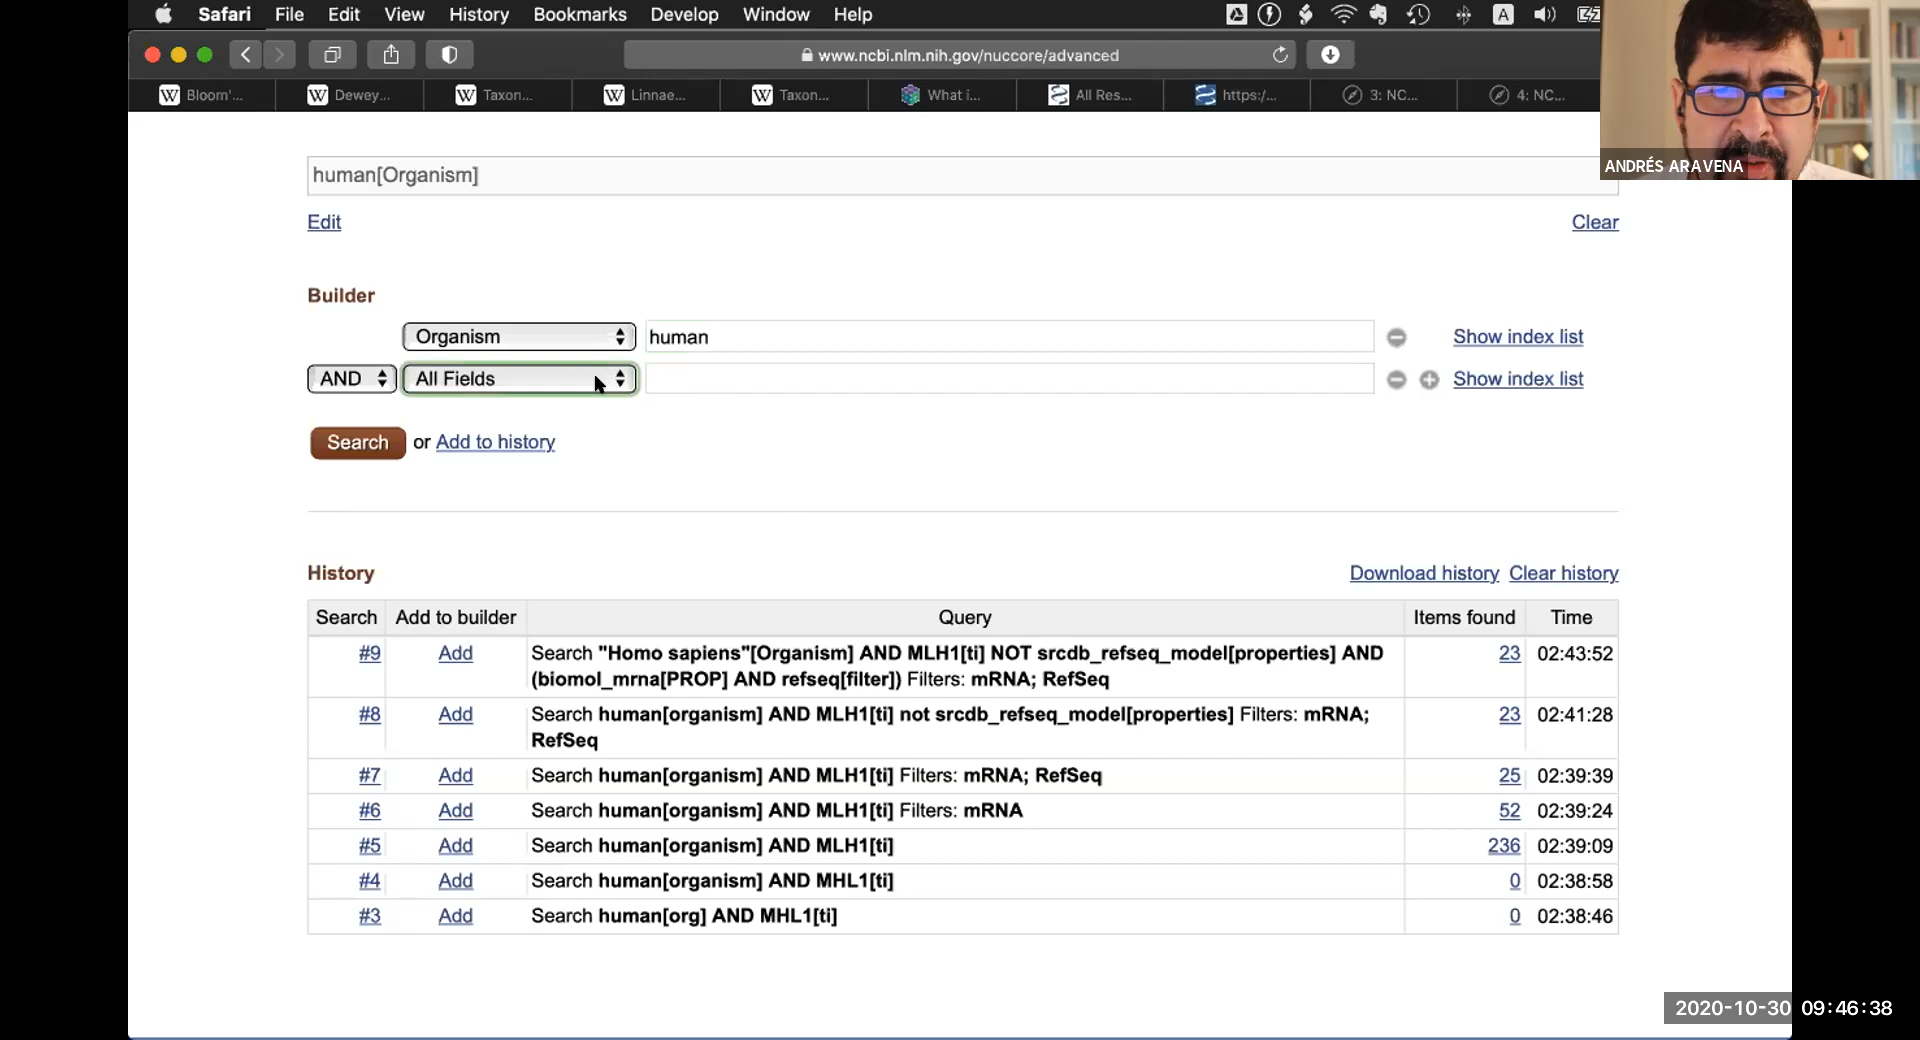 Safari File Edit View History Bookmarks Develop Window Help A
www.ncbi.nlm.nih.gov/nuccore/advanced
W Bloom'... W Dewey... W Taxon... W Linnae... W Taxon... What i... All Res... https:/... 3: NC... 4: NC...
ANDRÉS ARAVENA
human[Organism]
Edit Clear
Builder
Organism human Show index list
AND All Fields Show index list
Search or Add to history
History Download history Clear history
Search Add to builder Query Items found Time
#9 Add Search "Homo sapiens"[Organism] AND MLH1[ti] NOT srcdb_refseq_model[properties] AND 23 02:43:52
(biomol_mrna[PROP] AND refseq[filter]) Filters: mRNA; RefSeq
#8 Add Search human[organism] AND MLH1[ti] not srcdb_refseq_model[properties] Filters: mRNA; 23 02:41:28
RefSeq
#7 Add Search human[organism] AND MLH1[ti] Filters: mRNA; RefSeq 25 02:39:39
#6 Add Search human[organism] AND MLH1[ti] Filters: mRNA 52 02:39:24
#5 Add Search human[organism] AND MLH1[ti] 236 02:39:09
#4 Add Search human[organism] AND MHL1[ti] 0 02:38:58
#3 Add Search human[org] AND MHL1[ti] 0 02:38:46
2020-10-30 09:46:38